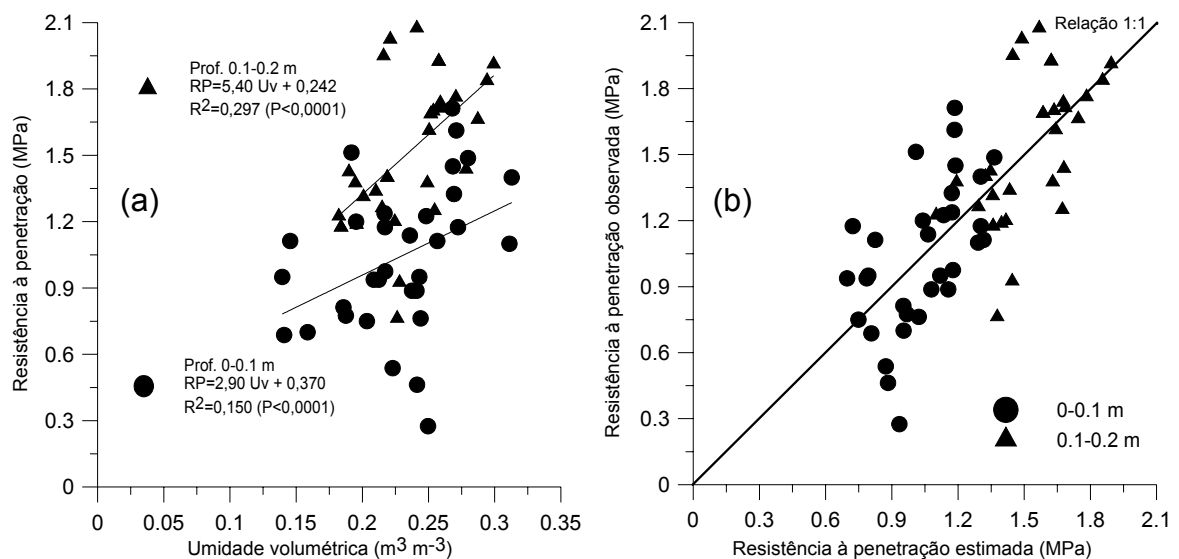 2.1
1.8
1.5
1.2
0.9
0.6
0.3
0
Resistência à penetração (MPa)
Prof. 0.1-0.2 m
RP=5,40 Uv + 0,242
R²=0,297 (P<0,0001)
(a)
Prof. 0-0.1 m
RP=2,90 Uv + 0,370
R²=0,150 (P<0,0001)
0 0.05 0.1 0.15 0.2 0.25 0.3 0.35
Umidade volumétrica (m³ m-³)
2.1
1.8
1.5
1.2
0.9
0.6
0.3
0
Resistência à penetração observada (MPa)
Relação 1:1
(b)
0-0.1 m
0.1-0.2 m
0 0.3 0.6 0.9 1.2 1.5 1.8 2.1
Resistência à penetração estimada (MPa)